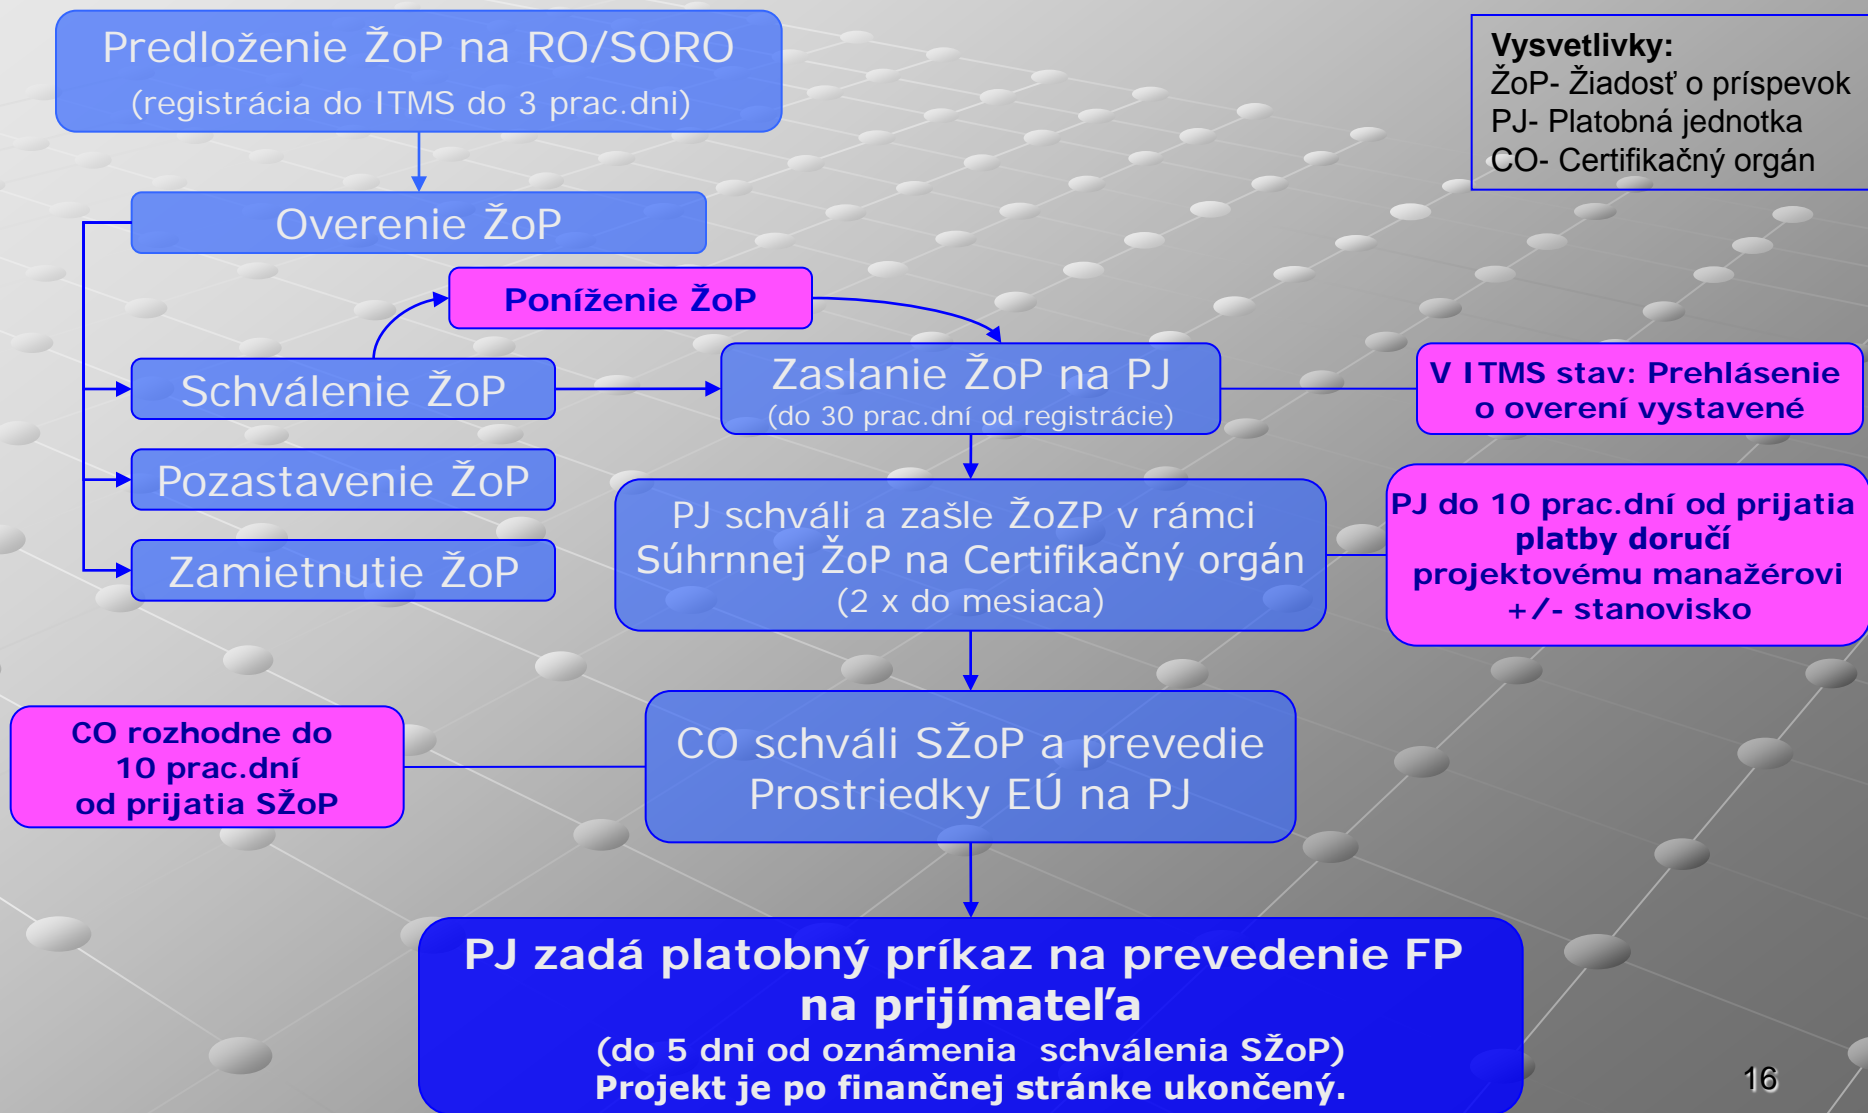 Predloženie ŽoP na RO/SORO
(registrácia do ITMS do 3 prac.dni)
Vysvetlivky:
ŽoP- Žiadosť o príspevok
PJ- Platobná jednotka
CO- Certifikačný orgán
Overenie ŽoP
Poníženie ŽoP
Schválenie ŽoP
Zaslanie ŽoP na PJ
(do 30 prac.dní od registrácie)
V ITMS stav: Prehlásenie
o overení vystavené
Pozastavenie ŽoP
Zamietnutie ŽoP
PJ schváli a zašle ŽoZP v rámci
Súhrnnej ŽoP na Certifikačný orgán
(2 x do mesiaca)
PJ do 10 prac.dní od prijatia
platby doručí
projektovému manažérovi
+/- stanovisko
CO rozhodne do
10 prac.dní
od prijatia SŽoP
CO schváli SŽoP a prevedie
Prostriedky EÚ na PJ
PJ zadá platobný príkaz na prevedenie FP
na prijímateľa
(do 5 dni od oznámenia  schválenia SŽoP)
Projekt je po finančnej stránke ukončený.
16